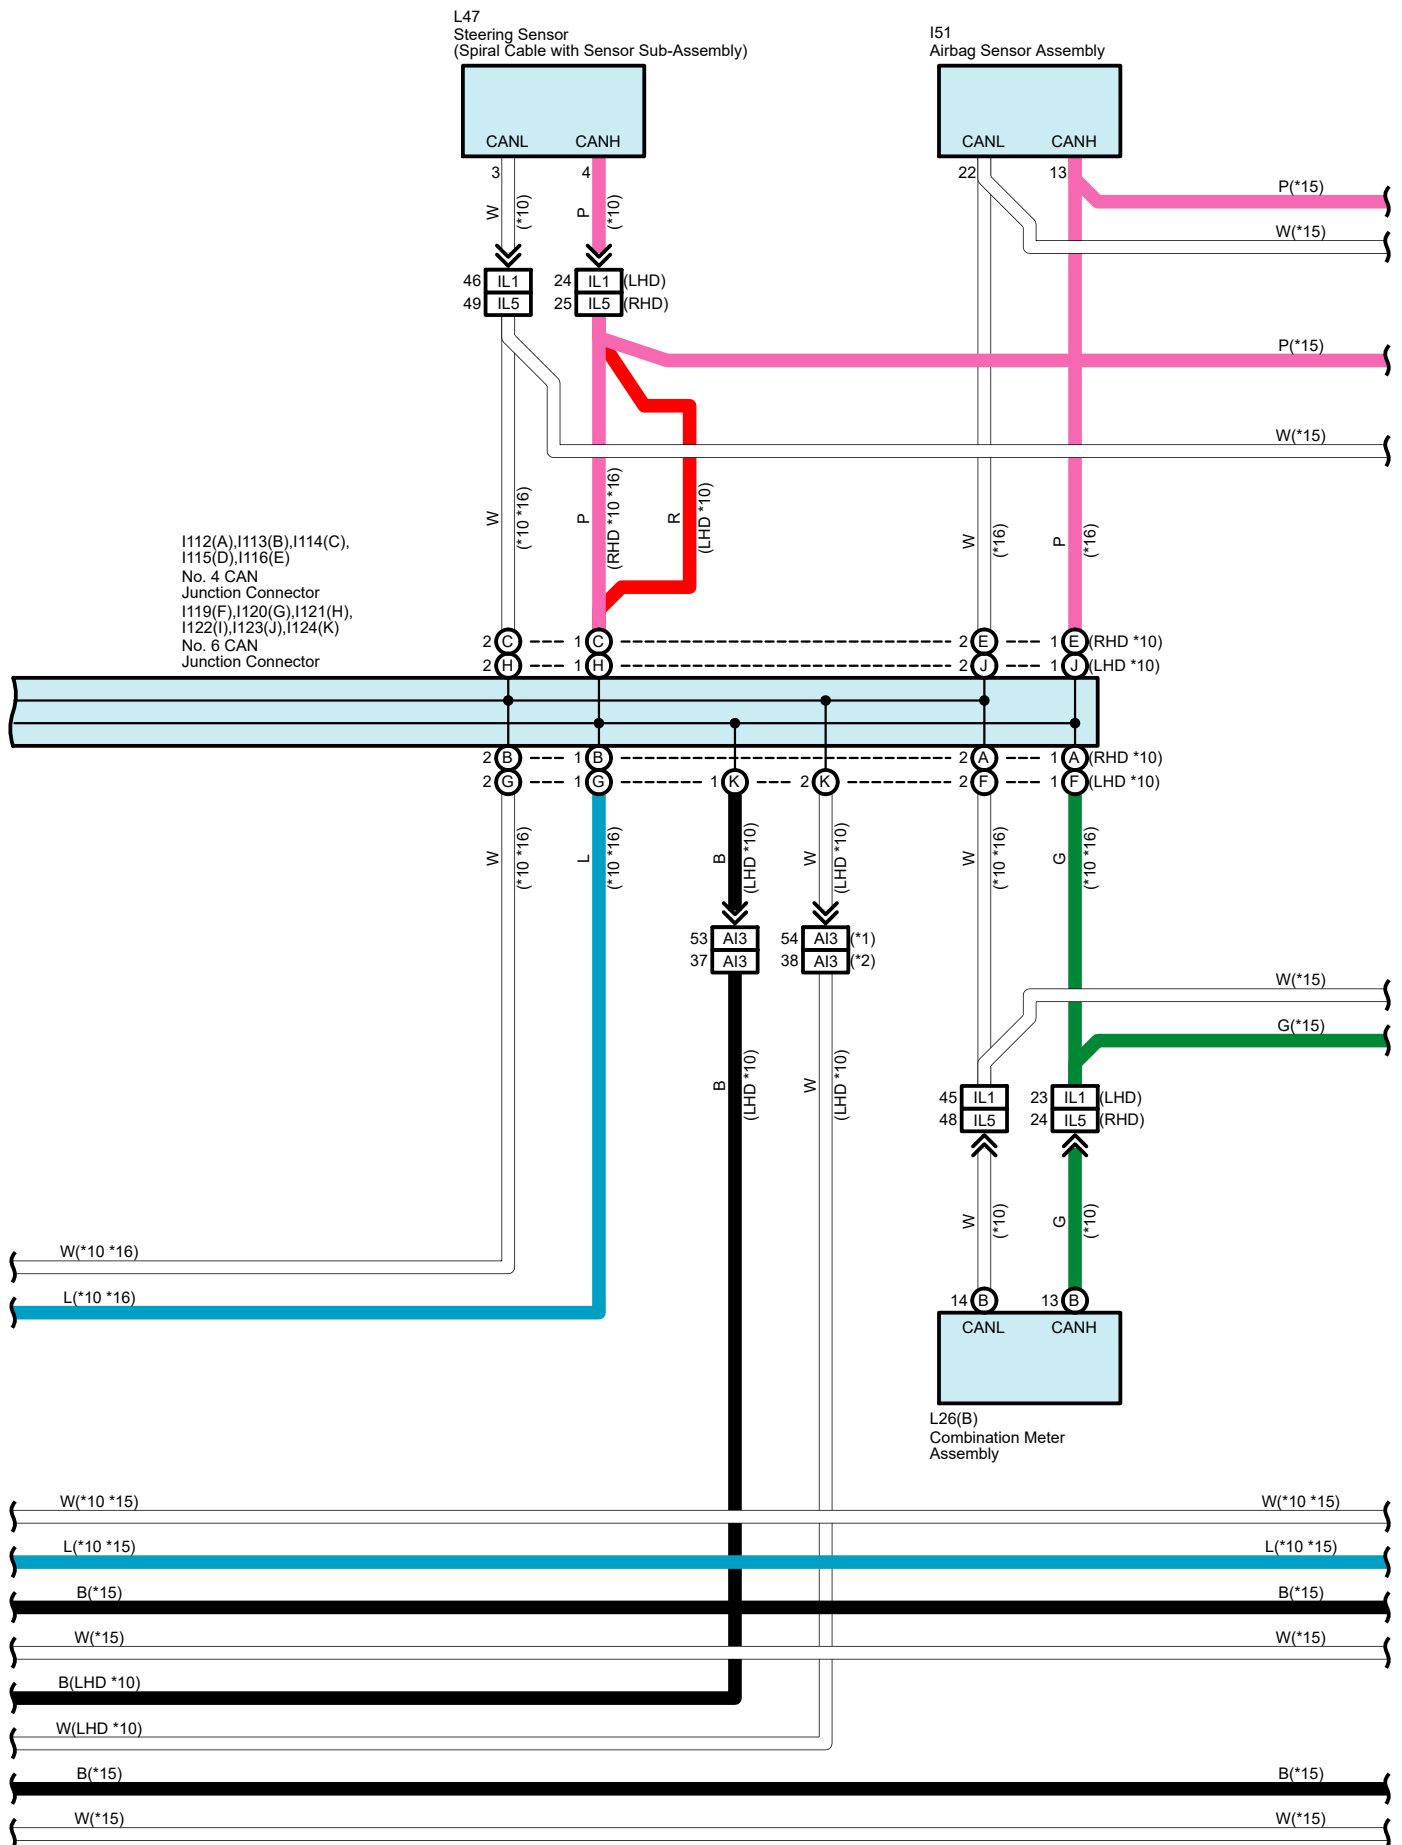 L47
Steering Sensor
(Spiral Cable with Sensor Sub-Assembly)
I51
Airbag Sensor Assembly
CANL CANH
CANL CANH
3 4
22 13
P(*15)
W (*10) P (*10)
W(*15)
46 IL1 24 IL1 (LHD)
49 IL5 25 IL5 (RHD)
P(*15)
W(*15)
W (*10 *16) P (RHD *10 *16) R (LHD *10) W (*16) P (*16)
I112(A),I113(B),I114(C),
I115(D),I116(E)
No. 4 CAN
Junction Connector
I119(F),I120(G),I121(H),
I122(I),I123(J),I124(K)
No. 6 CAN
Junction Connector
2 C 1 C 2 E 1 E (RHD *10)
2 H 1 H 2 J 1 J (LHD *10)
2 B 1 B 2 A 1 A (RHD *10)
2 G 1 G 1 K 2 K 2 F 1 F (LHD *10)
W (*10 *16) L (*10 *16) B (LHD *10) W (LHD *10) W (*10 *16) G (*10 *16)
53 AI3 54 AI3 (*1)
37 AI3 38 AI3 (*2)
W(*15)
G(*15)
B (LHD *10) W (LHD *10)
45 IL1 23 IL1 (LHD)
48 IL5 24 IL5 (RHD)
W (*10) G (*10)
W(*10 *16)
L(*10 *16)
14 B 13 B
CANL CANH
L26(B)
Combination Meter
Assembly
W(*10 *15) W(*10 *15)
L(*10 *15) L(*10 *15)
B(*15) B(*15)
W(*15) W(*15)
B(LHD *10)
W(LHD *10)
B(*15) B(*15)
W(*15) W(*15)